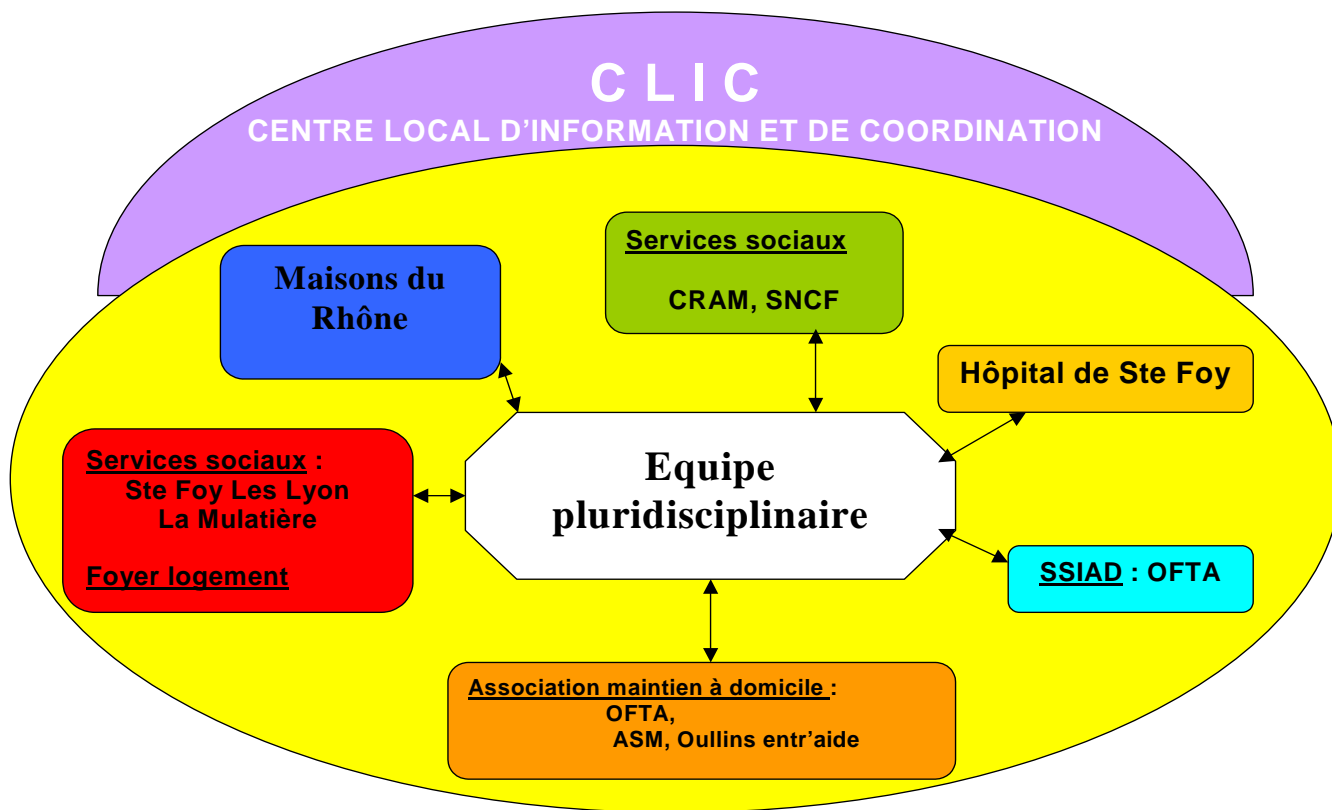 C L I C
CENTRE LOCAL D’INFORMATION ET DE COORDINATION
Services sociaux
CRAM, SNCF
Maisons du
Rhône
Hôpital de Ste Foy
Services sociaux :
Ste Foy Les Lyon
La Mulatière
Foyer logement
Equipe
pluridisciplinaire
SSIAD : OFTA
Association maintien à domicile :
OFTA,
ASM, Oullins entr’aide